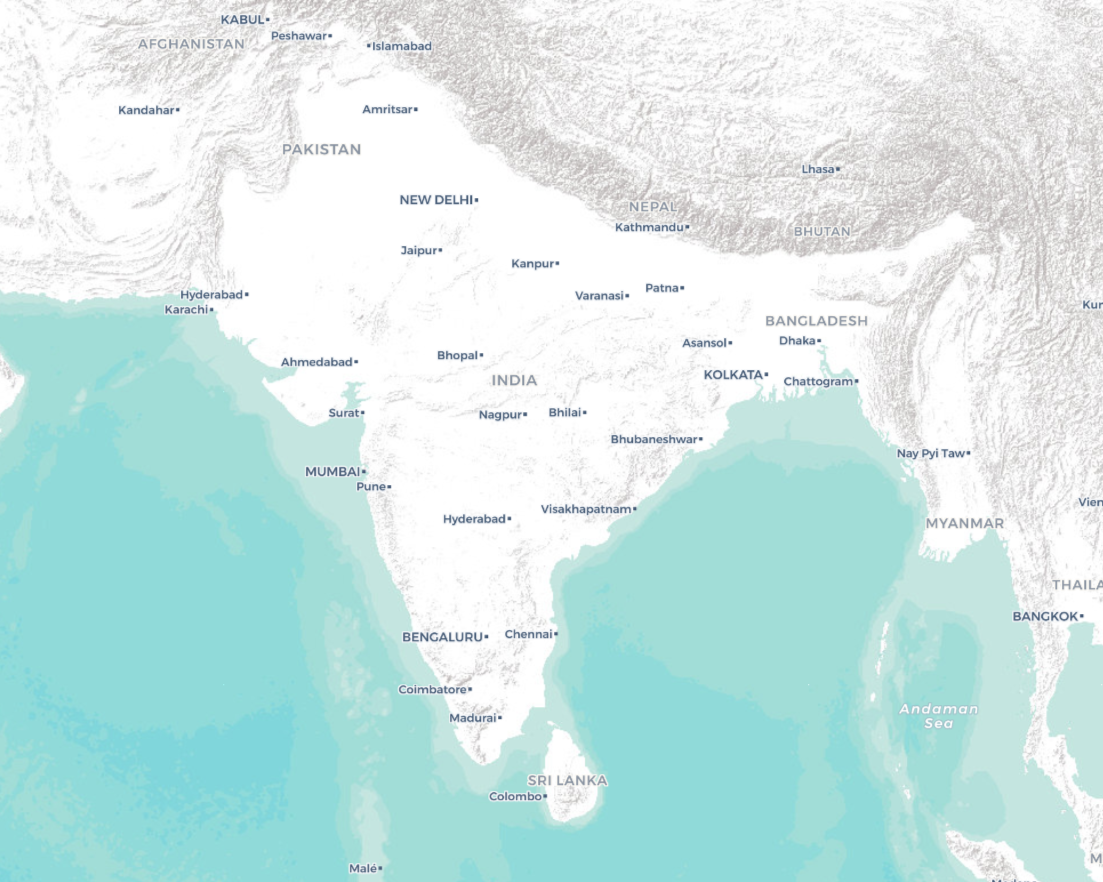 KABUL
Peshawar
AFGHANISTAN
Islamabad
Kandahar
Amritsar
PAKISTAN
Lhasa
NEW DELHI
NEPAL
Kathmandu
BHUTAN
Jaipur
Kanpur
Hyderabad
Karachi
Varanasi
Patna
BANGLADESH
Asansol
Dhaka
Ahmedabad
Bhopal
KOLKATA
Chattogram
INDIA
Surat
Nagpur
Bhilai
Bhubaneshwar
Nay Pyi Taw
MUMBAI
Pune
Hyderabad
Visakhapatnam
Vien
MYANMAR
THAILA
BANGKOK
BENGALURU
Chennai
Coimbatore
Madurai
Andaman
Sea
SRI LANKA
Colombo
Malé